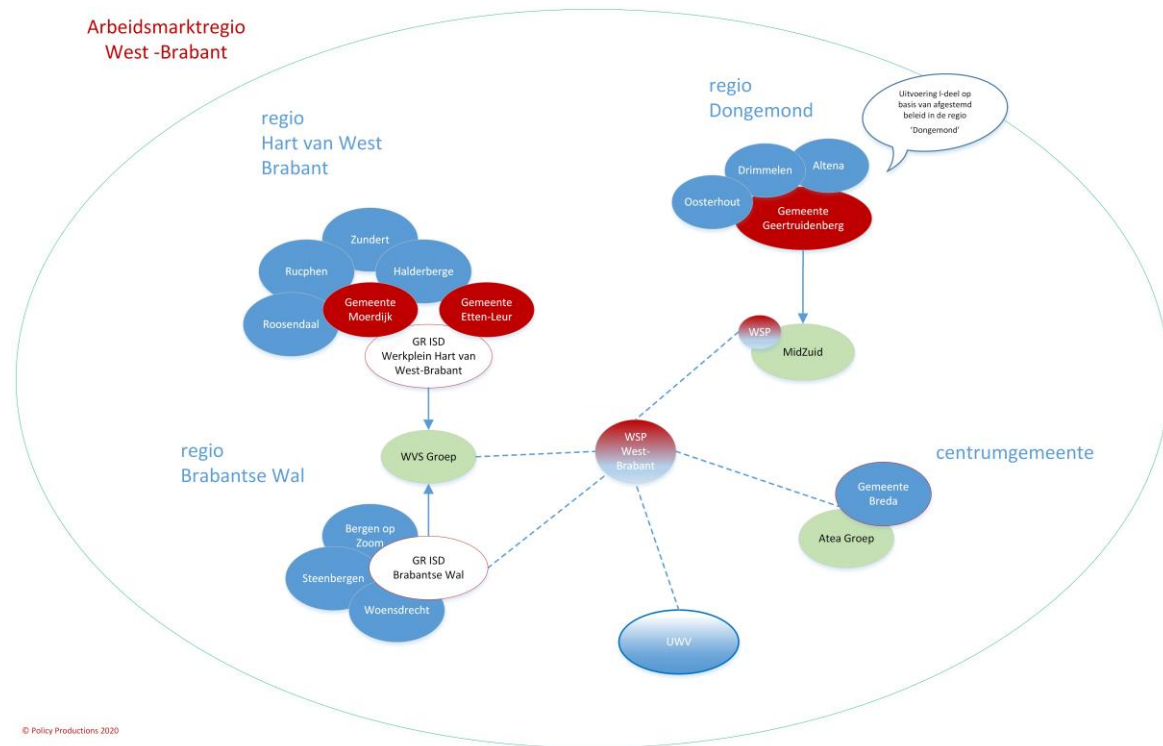 Arbeidsmarktregio
West -Brabant
regio
Hart van West
Brabant
regio
Dongemond
Uitvoering I-deel op
basis van afgestemd
beleid in de regio
'Dongemond'
Drimmelen
Altena
Oosterhout
Gemeente
Geertruidenberg
Zundert
Rucphen
Halderberge
Roosendaal
Gemeente
Moerdijk
Gemeente
Etten-Leur
GR ISD
Werkplein Hart van
West-Brabant
WSP
MidZuid
regio
Brabantse Wal
WVS Groep
WSP
West-
Brabant
centrumgemeente
Gemeente
Breda
Atea Groep
Bergen op
Zoom
GR ISD
Brabantse Wal
Steenbergen
Woensdrecht
UWV
© Policy Productions 2020